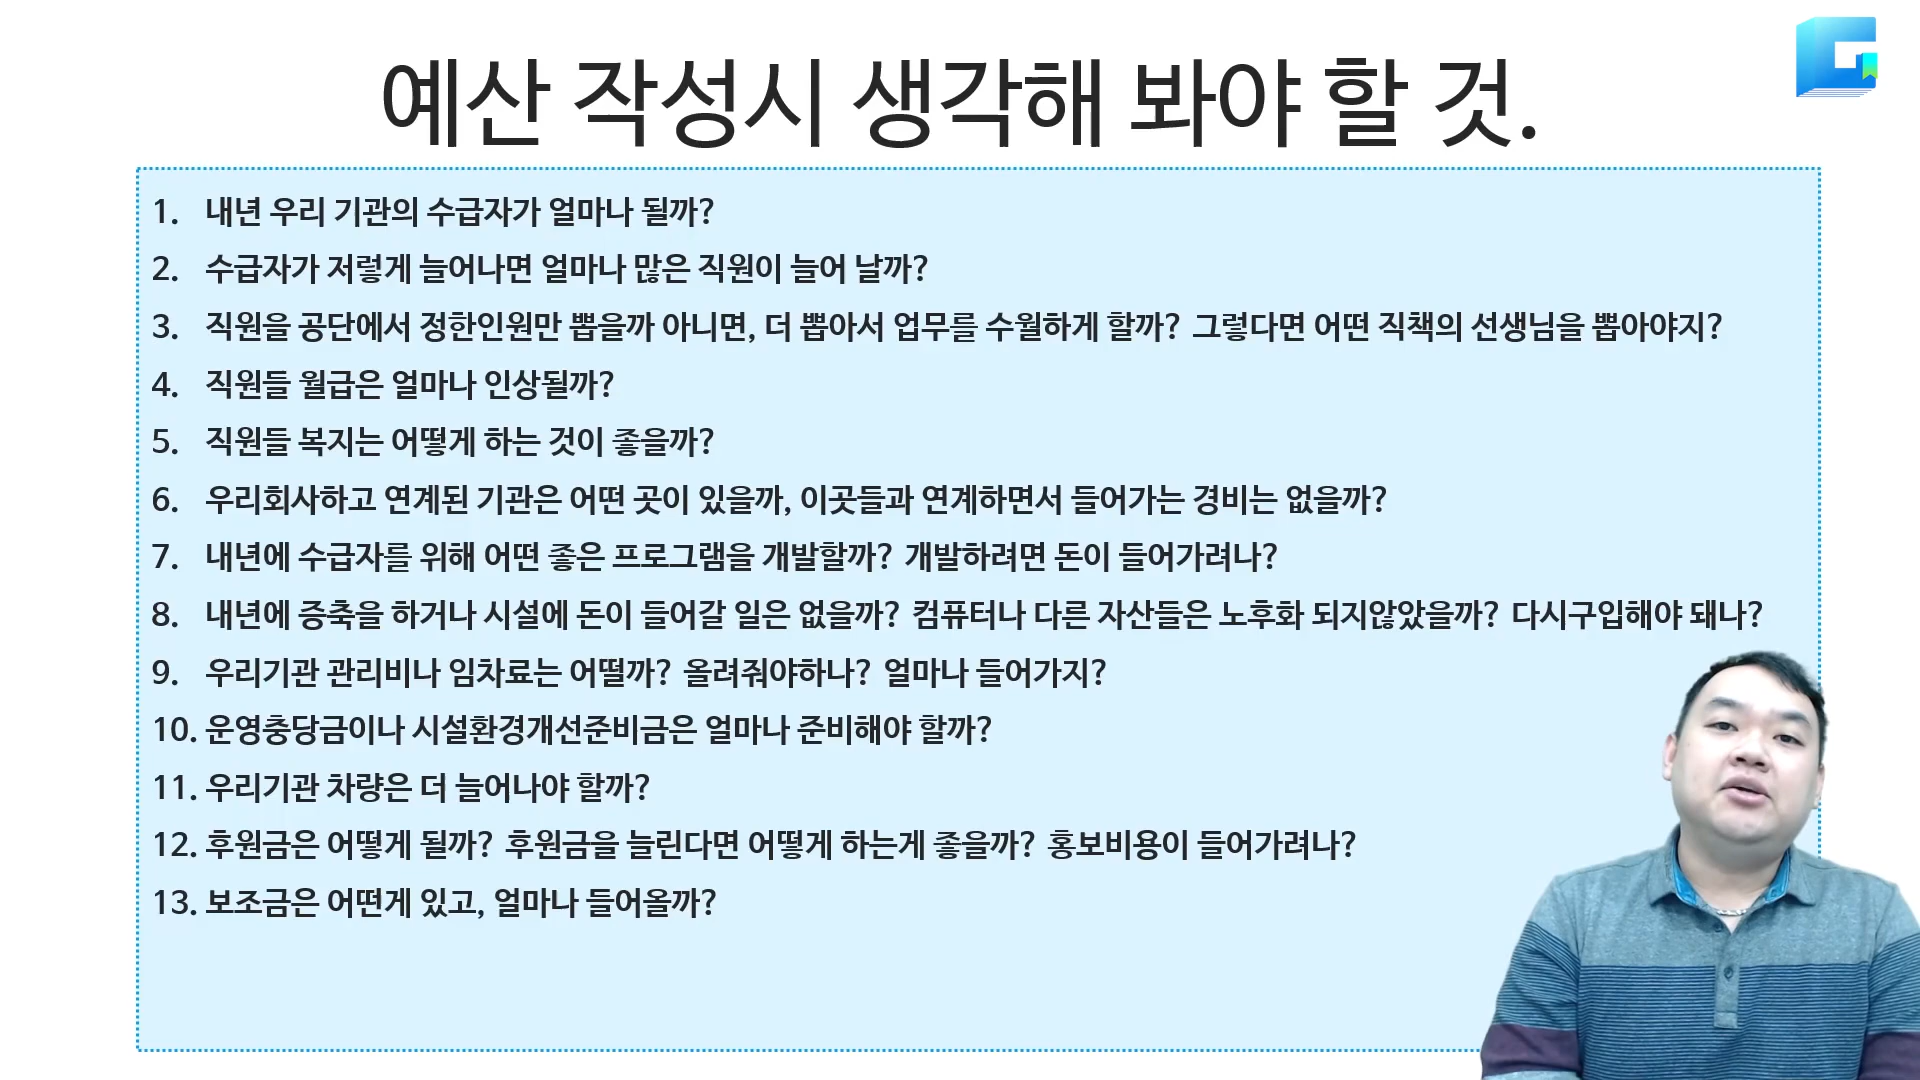 예산 작성시 생각해 봐야 할 것.
1. 내년 우리 기관의 수급자가 얼마나 될까?
2. 수급자가 저렇게 늘어나면 얼마나 많은 직원이 늘어 날까?
3. 직원을 공단에서 정한인원만 뽑을까 아니면, 더 뽑아서 업무를 수월하게 할까? 그렇다면 어떤 직책의 선생님을 뽑아야지?
4. 직원들 월급은 얼마나 인상될까?
5. 직원들 복지는 어떻게 하는 것이 좋을까?
6. 우리회사하고 연계된 기관은 어떤 곳이 있을까, 이곳들과 연계하면서 들어가는 경비는 없을까?
7. 내년에 수급자를 위해 어떤 좋은 프로그램을 개발할까? 개발하려면 돈이 들어가려나?
8. 내년에 증축을 하거나 시설에 돈이 들어갈 일은 없을까? 컴퓨터나 다른 자산들은 노후화 되지않았을까? 다시구입해야 돼나?
9. 우리기관 관리비나 임차료는 어떨까? 올려줘야하나? 얼마나 들어가지?
10. 운영충당금이나 시설환경개선준비금은 얼마나 준비해야 할까?
11. 우리기관 차량은 더 늘어나야 할까?
12. 후원금은 어떻게 될까? 후원금을 늘린다면 어떻게 하는게 좋을까? 홍보비용이 들어가려나?
13. 보조금은 어떤게 있고, 얼마나 들어올까?